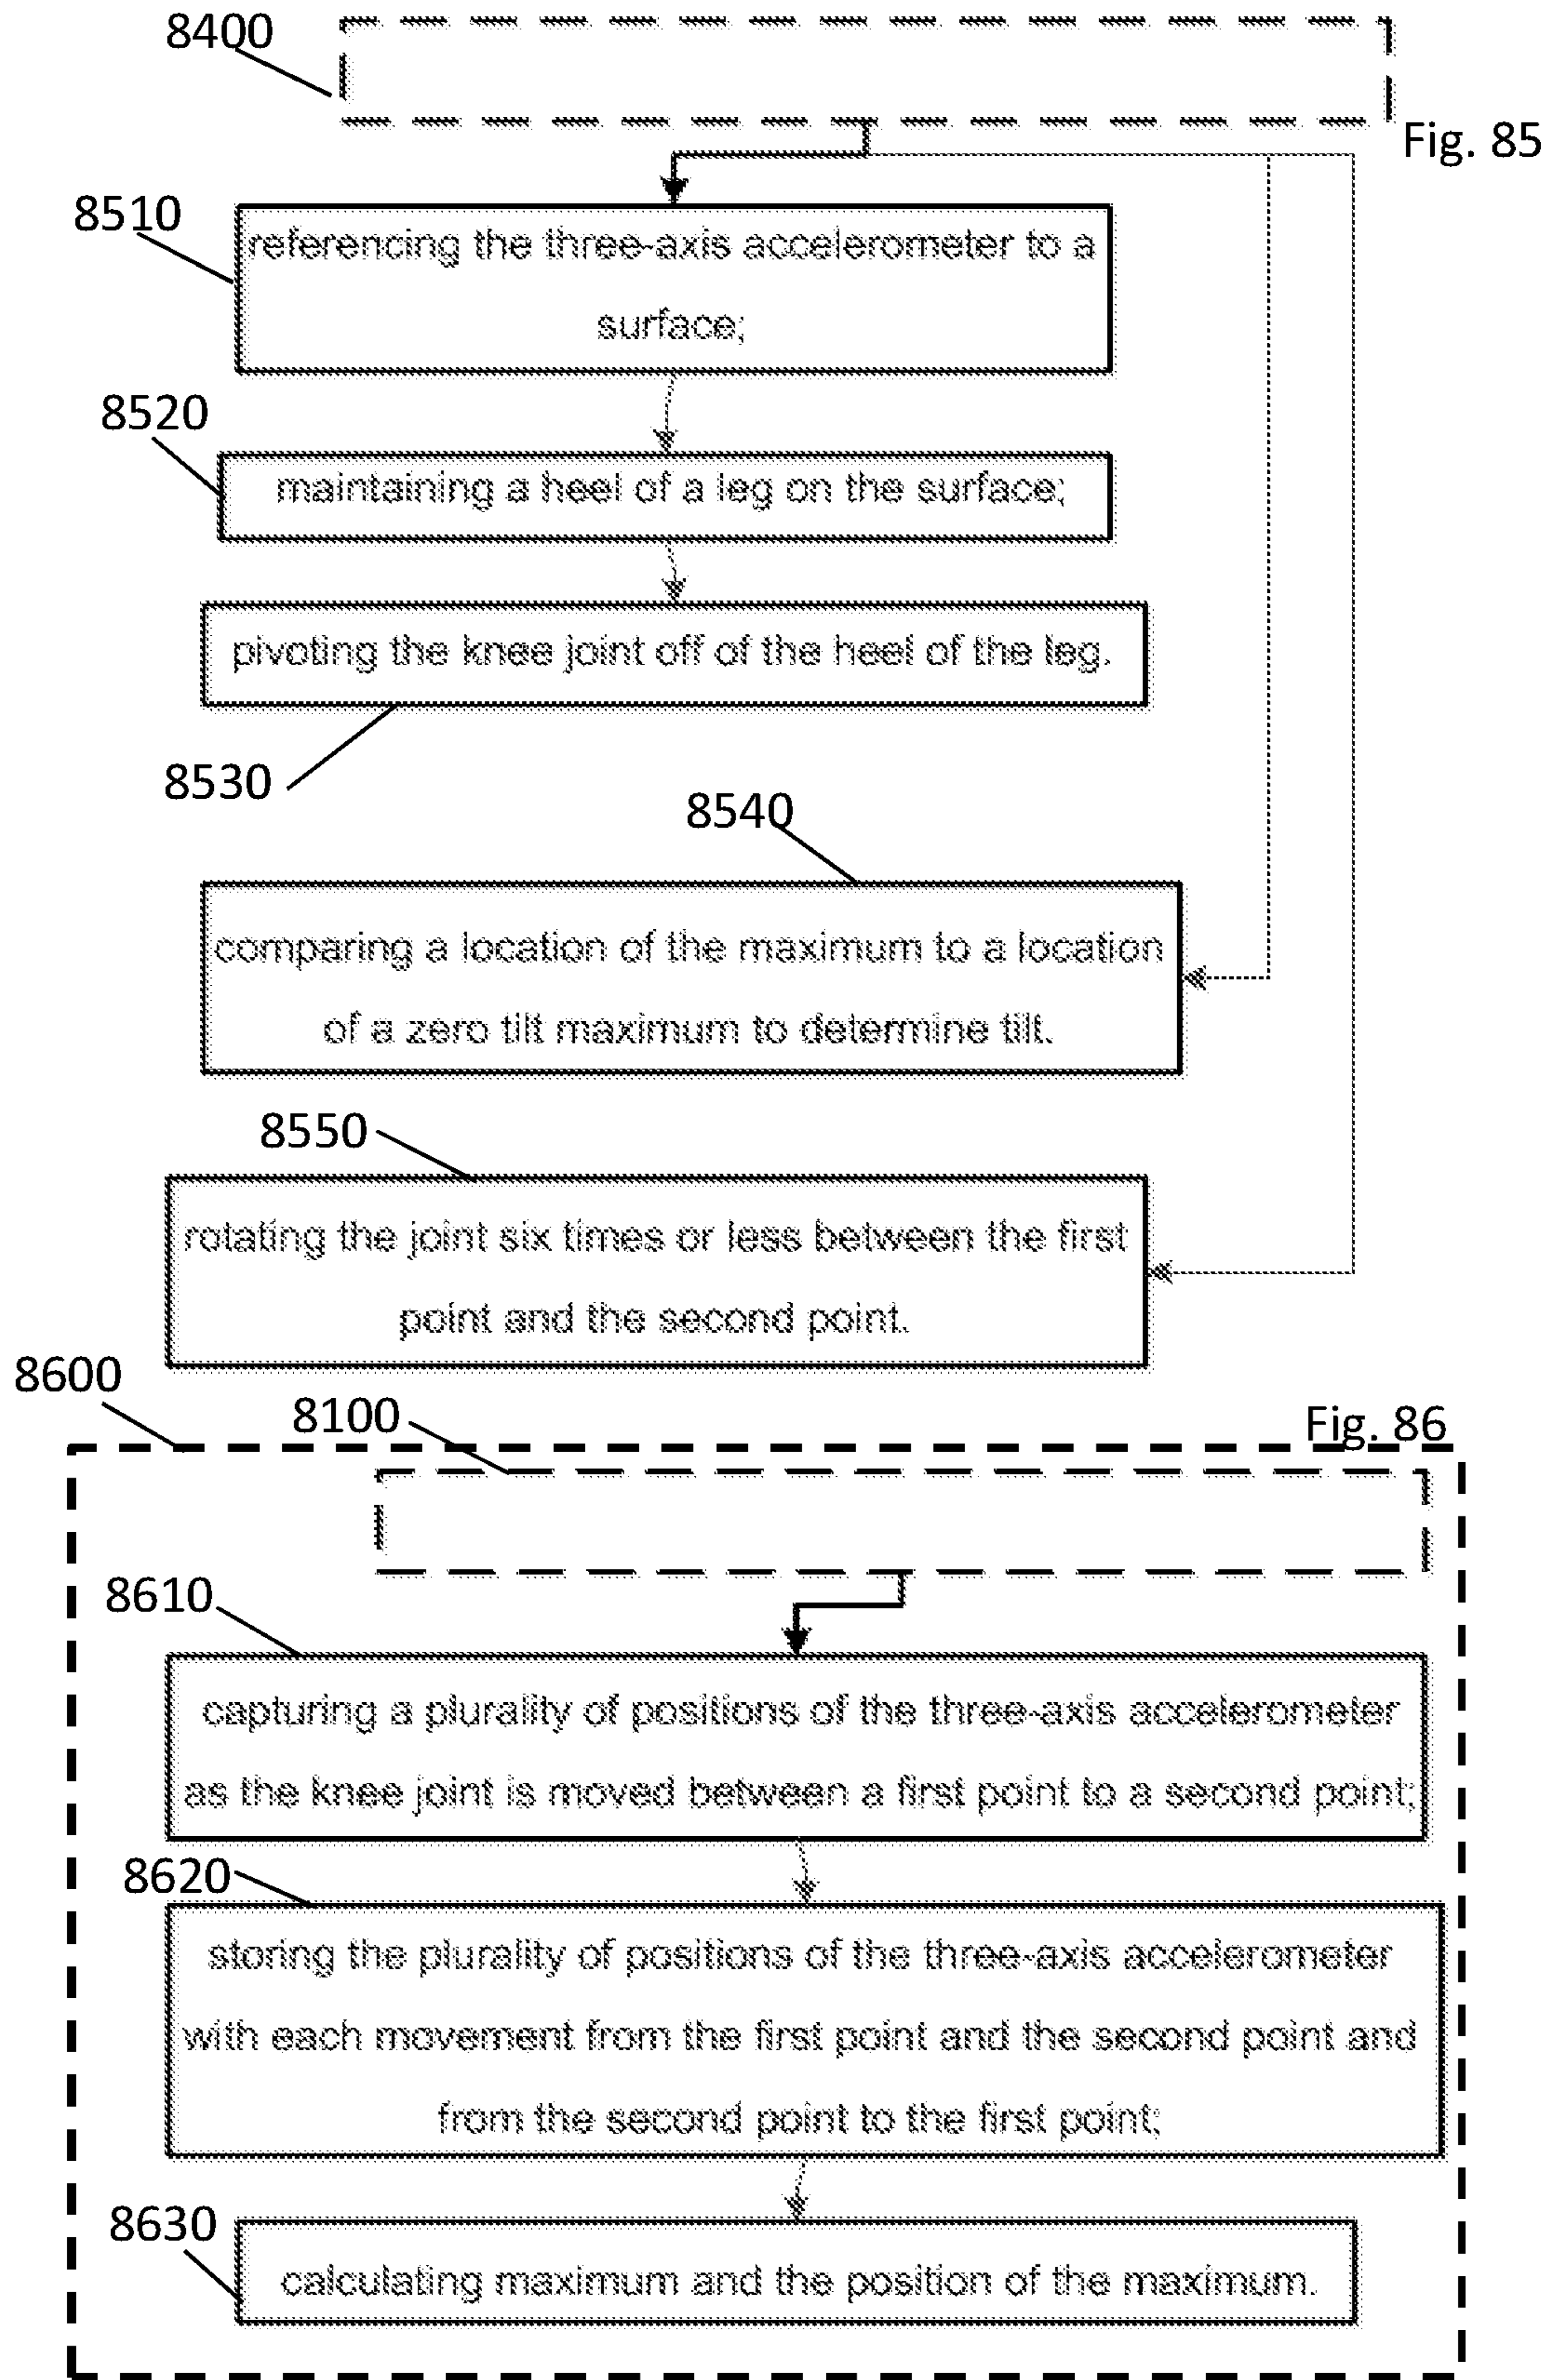 8400
Fig. 85
8510
referencing the three-axis accelerometer to a
surface;
8520
maintaining a heel of a leg on the surface;
pivoting the knee joint off of the heel of the leg.
8530
8540
comparing a location of the maximum to a location
of a zero tilt maximum to determine tilt.
8550
rotating the joint six times or less between the first
point and the second point.
8600
8100
Fig. 86
8610
capturing a plurality of positions of the three-axis accelerometer
as the knee joint is moved between a first point to a second point;
8620
storing the plurality of positions of the three-axis accelerometer
with each movement from the first point and the second point and
from the second point to the first point;
8630
calculating maximum and the position of the maximum.